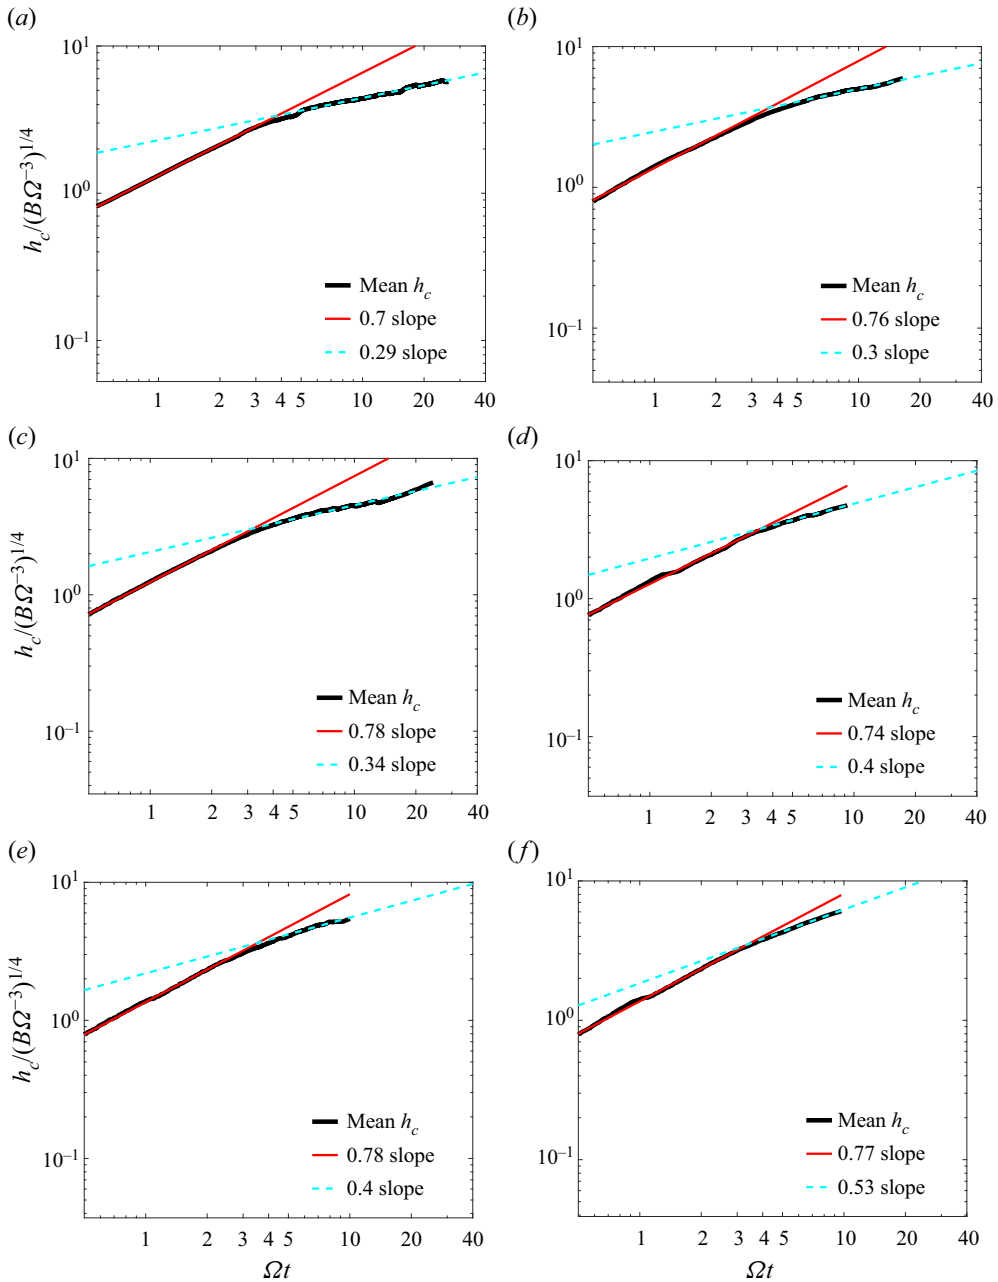 (a)
10^1
10^0
10^−1
h_c/(BΩ^−3)^1/4
Mean h_c
0.7 slope
0.29 slope
1 2 3 4 5 10 20 40
(b)
10^1
10^0
10^−1
Mean h_c
0.76 slope
0.3 slope
1 2 3 4 5 10 20 40
(c)
10^1
10^0
10^−1
h_c/(BΩ^−3)^1/4
Mean h_c
0.78 slope
0.34 slope
1 2 3 4 5 10 20 40
(d)
10^1
10^0
10^−1
Mean h_c
0.74 slope
0.4 slope
1 2 3 4 5 10 20 40
(e)
10^1
10^0
10^−1
h_c/(BΩ^−3)^1/4
Mean h_c
0.78 slope
0.4 slope
1 2 3 4 5 10 20 40
Ωt
(f)
10^1
10^0
10^−1
Mean h_c
0.77 slope
0.53 slope
1 2 3 4 5 10 20 40
Ωt